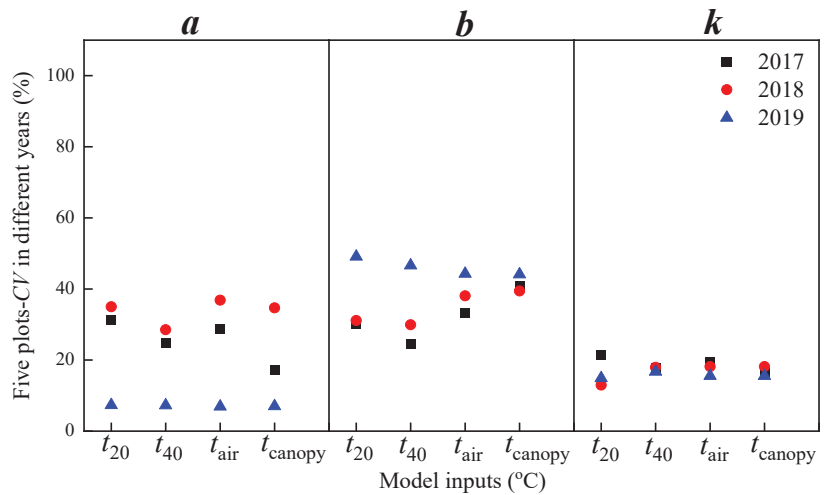 a b k
Five plots-CV in different years (%)
100
80
60
40
20
0
2017
2018
2019
t20 t40 tair tcanopy t20 t40 tair tcanopy t20 t40 tair tcanopy
Model inputs (°C)